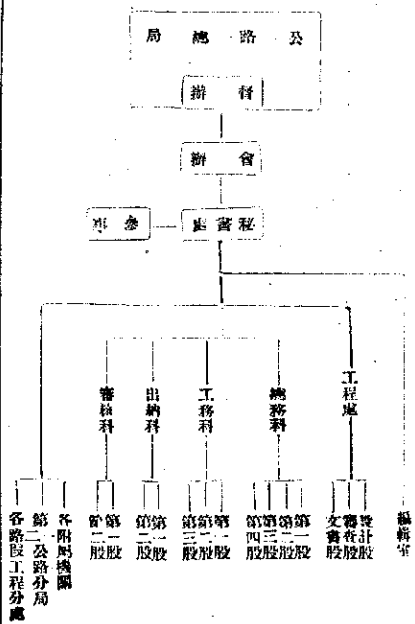 公路總局
督辦
會辦
秘書處
參事
編輯室
工程處
設計股
審查股
文書股
總務科
第一股
第二股
第三股
第四股
工務科
第一股
第二股
第三股
出納科
第一股
第二股
審核科
第一股
第二股
各附屬機關
第二公路分局
各路段工程分處